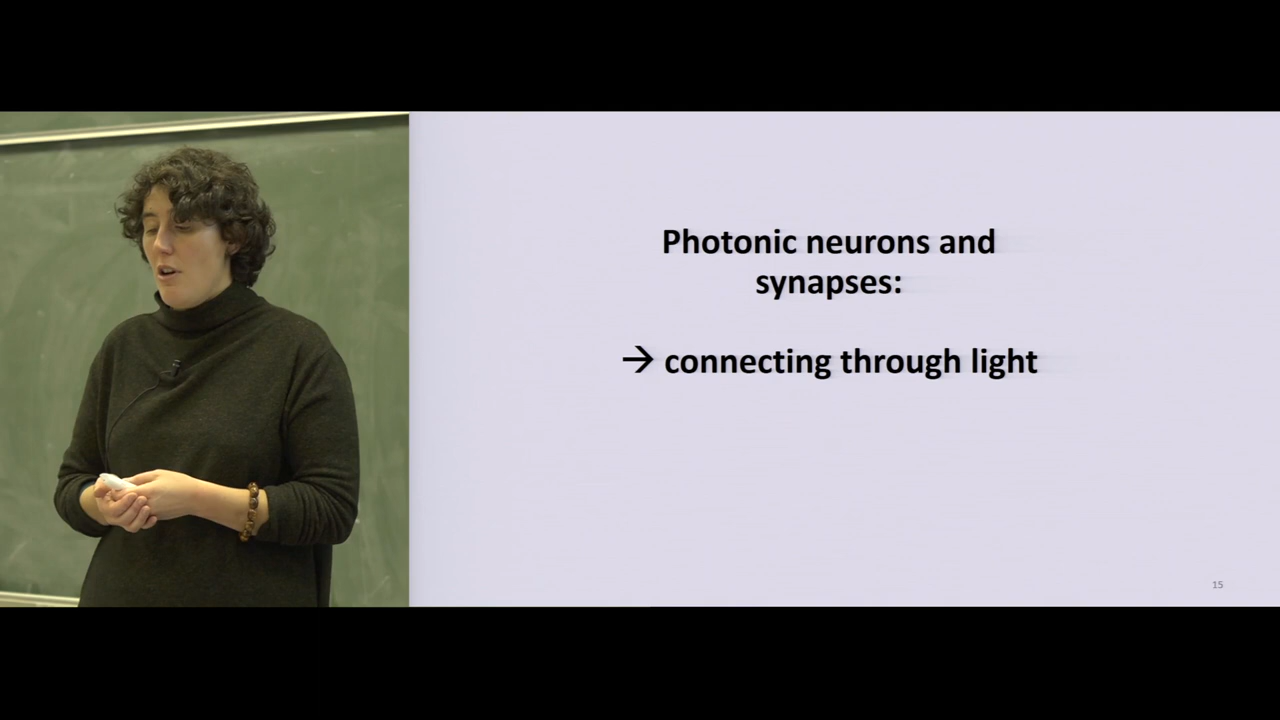 Photonic neurons and
synapses:
→ connecting through light
15